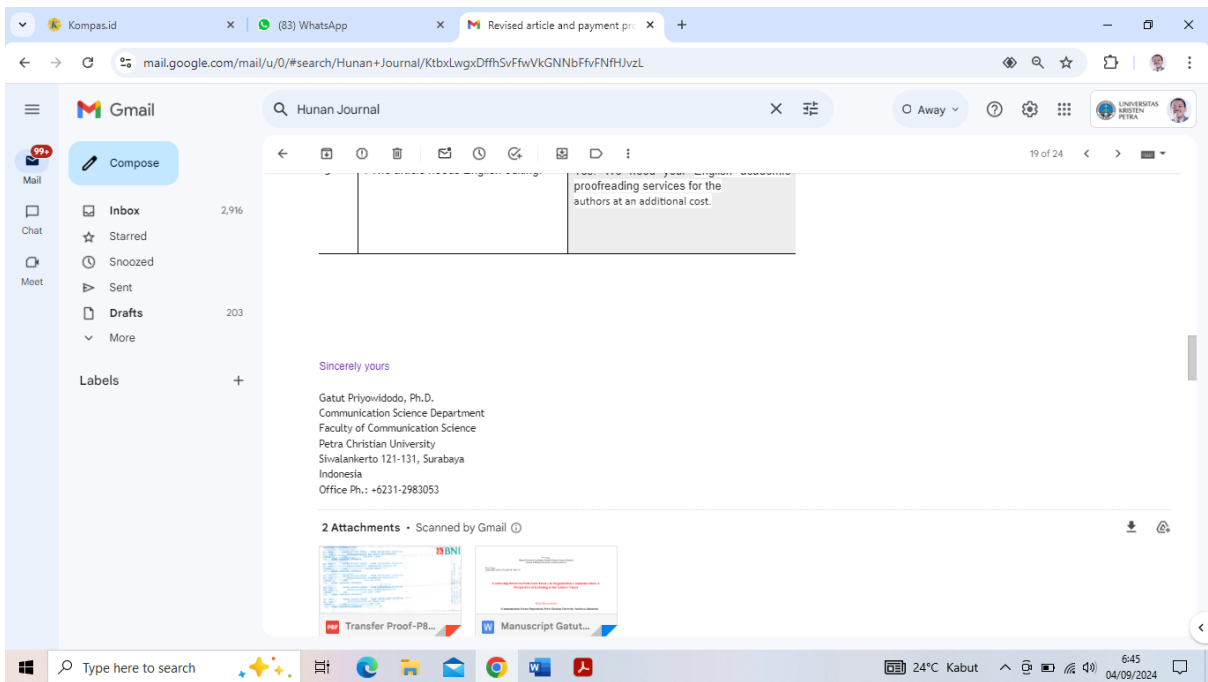 Kompas.id
(83) WhatsApp
Revised article and payment pro
mail.google.com/mail/u/0/#search/Hunan+Journal/KtbxLwgxDffhSvFfwVkGNNbFfvFNfHJvzL
Gmail
Hunan Journal
Away
UNIVERSITAS
KRISTEN
PETRA
99+
Mail
Chat
Meet
Compose
Inbox 2,916
Starred
Snoozed
Sent
Drafts 203
More
Labels
19 of 24
proofreading services for the
authors at an additional cost.
Sincerely yours
Gatut Priyowidodo, Ph.D.
Communication Science Department
Faculty of Communication Science
Petra Christian University
Siwalankerto 121-131, Surabaya
Indonesia
Office Ph.: +6231-2983053
2 Attachments • Scanned by Gmail
BNI
PDF Transfer Proof-P8...
W Manuscript Gatut...
Type here to search
24°C Kabut
6:45
04/09/2024